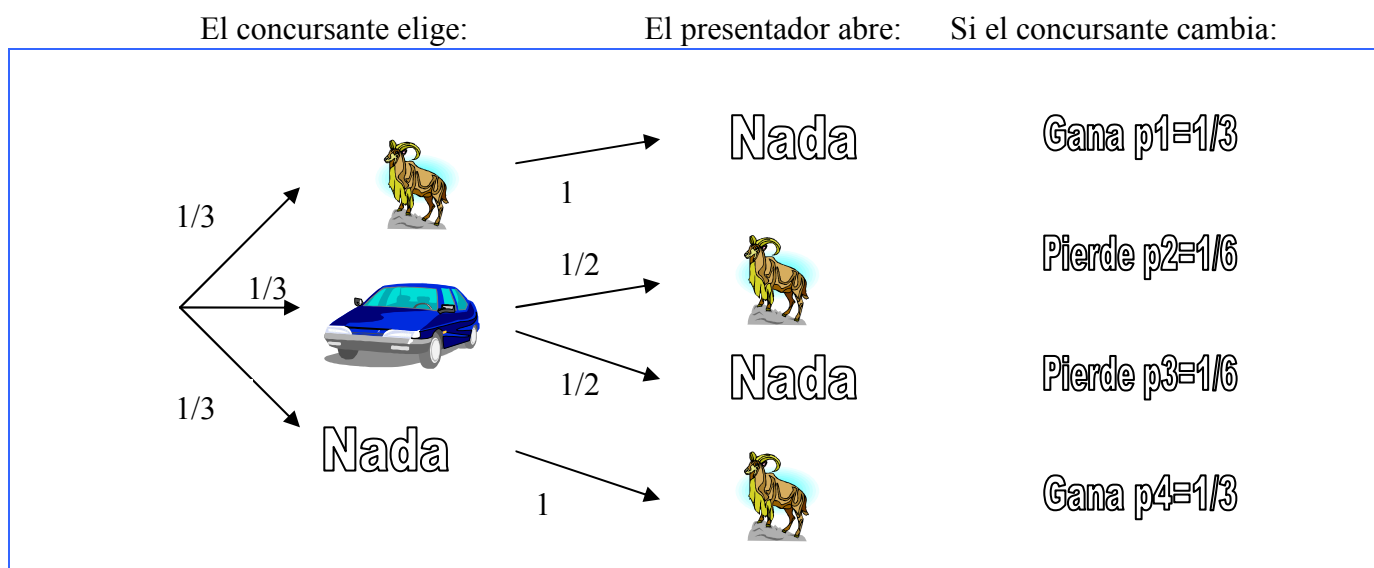 El concursante elige: El presentador abre: Si el concursante cambia:
Nada Gana p1=1/3
1
1/3
1/2 Pierde p2=1/6
1/3
1/2 Nada Pierde p3=1/6
1/3
Nada
1 Gana p4=1/3